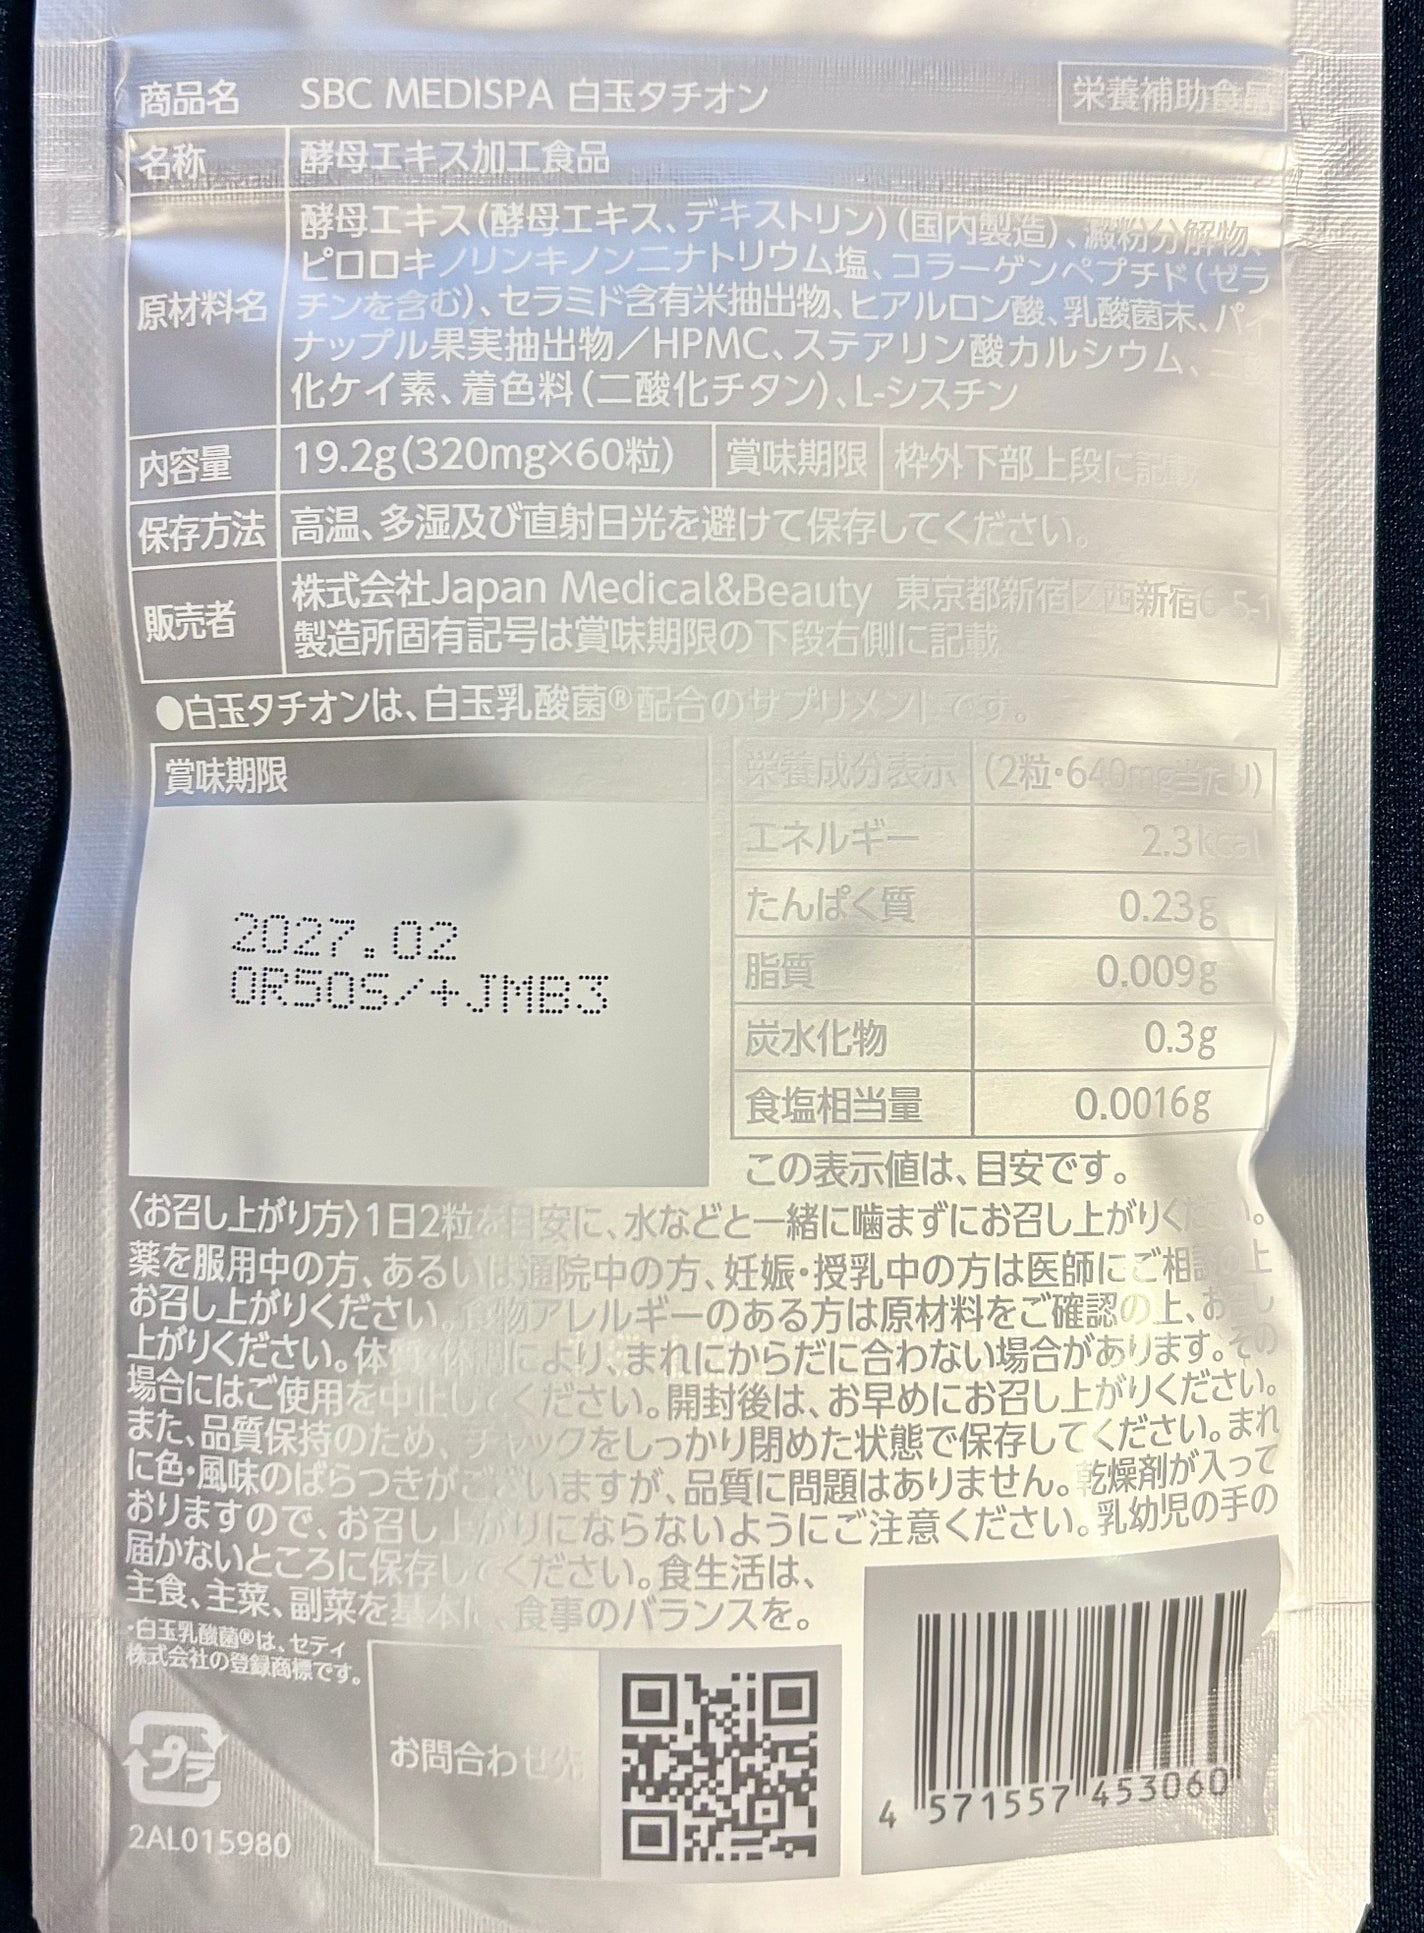 商品名 SBC MEDISPA 白玉タチオン 栄養補助食品
名称 酵母エキス加工食品
原材料名 酵母エキス(酵母エキス、デキストリン)(国内製造)、澱粉分解物、
ピロロキノリンキノン二ナトリウム塩、コラーゲンペプチド(ゼラ
チンを含む)、セラミド含有米抽出物、ヒアルロン酸、乳酸菌末、パイ
ナップル果実抽出物/HPMC、ステアリン酸カルシウム、
化ケイ素、着色料(二酸化チタン)、L-シスチン
内容量 19.2g(320mg×60粒) 賞味期限 枠外下部上段に記載
保存方法 高温、多湿及び直射日光を避けて保存してください。
販売者 株式会社Japan Medical&Beauty 東京都新宿区西新宿6-5-1
製造所固有記号は賞味期限の下段右側に記載
●白玉タチオンは、白玉乳酸菌®配合のサプリメントです。
賞味期限
2027.02
0R50S/+JMB3
栄養成分表示 (2粒・640mg当たり)
エネルギー 2.3kcal
たんぱく質 0.23g
脂質 0.009g
炭水化物 0.3g
食塩相当量 0.0016g
この表示値は、目安です。
〈お召し上がり方〉1日2粒を目安に、水などと一緒に噛まずにお召し上がりください。
薬を服用中の方、あるいは通院中の方、妊娠・授乳中の方は医師にご相談の上
お召し上がりください。食物アレルギーのある方は原材料をご確認の上、お召し
上がりください。体 により、まれにからだに合わない場合があります。その
場合にはご使用を中止してください。開封後は、お早めにお召し上がりください。
また、品質保持のため、チャックをしっかり閉めた状態で保存してください。まれ
に色・風味のばらつきがございますが、品質に問題はありません。乾燥剤が入って
おりますので、お召し上がりにならないようにご注意ください。乳幼児の手の
届かないところに保存してください。食生活は、
主食、主菜、副菜を基本に、食事のバランスを。
・白玉乳酸菌®は、セティ
株式会社の登録商標です。
プラ
2AL015980
お問合わせ先
4 571557 453060